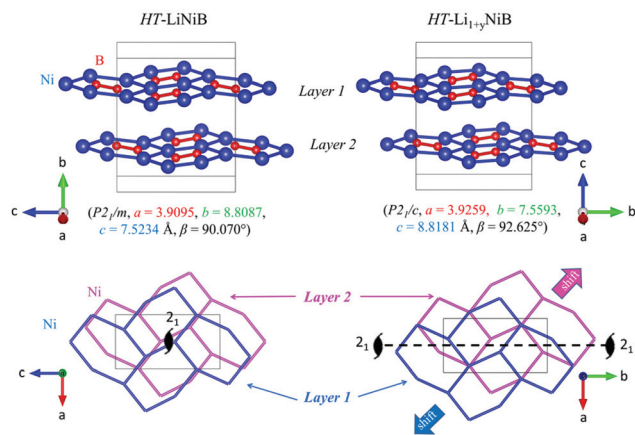 HT-LiNiB
HT-Li1+yNiB
B
Ni
Layer 1
Layer 2
b
c
a
c
b
a
(P21/m, a = 3.9095, b = 8.8087,
c = 7.5234 Å, β = 90.070°)
(P21/c, a = 3.9259, b = 7.5593,
c = 8.8181 Å, β = 92.625°)
Ni
Ni
21
Layer 2
shift
21
21
c
a
a
Layer 1
shift
b
a